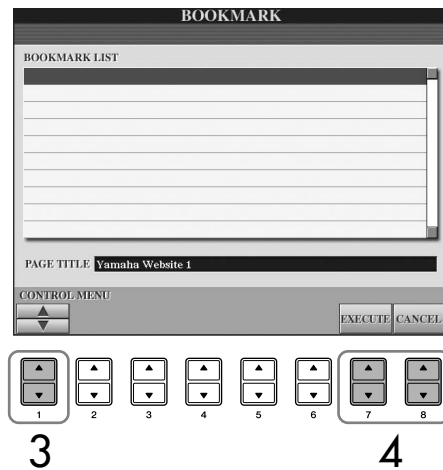 BOOKMARK
BOOKMARK LIST
PAGE TITLE Yamaha Website 1
CONTROL MENU
EXECUTE CANCEL
1 2 3 4 5 6 7 8
3 4